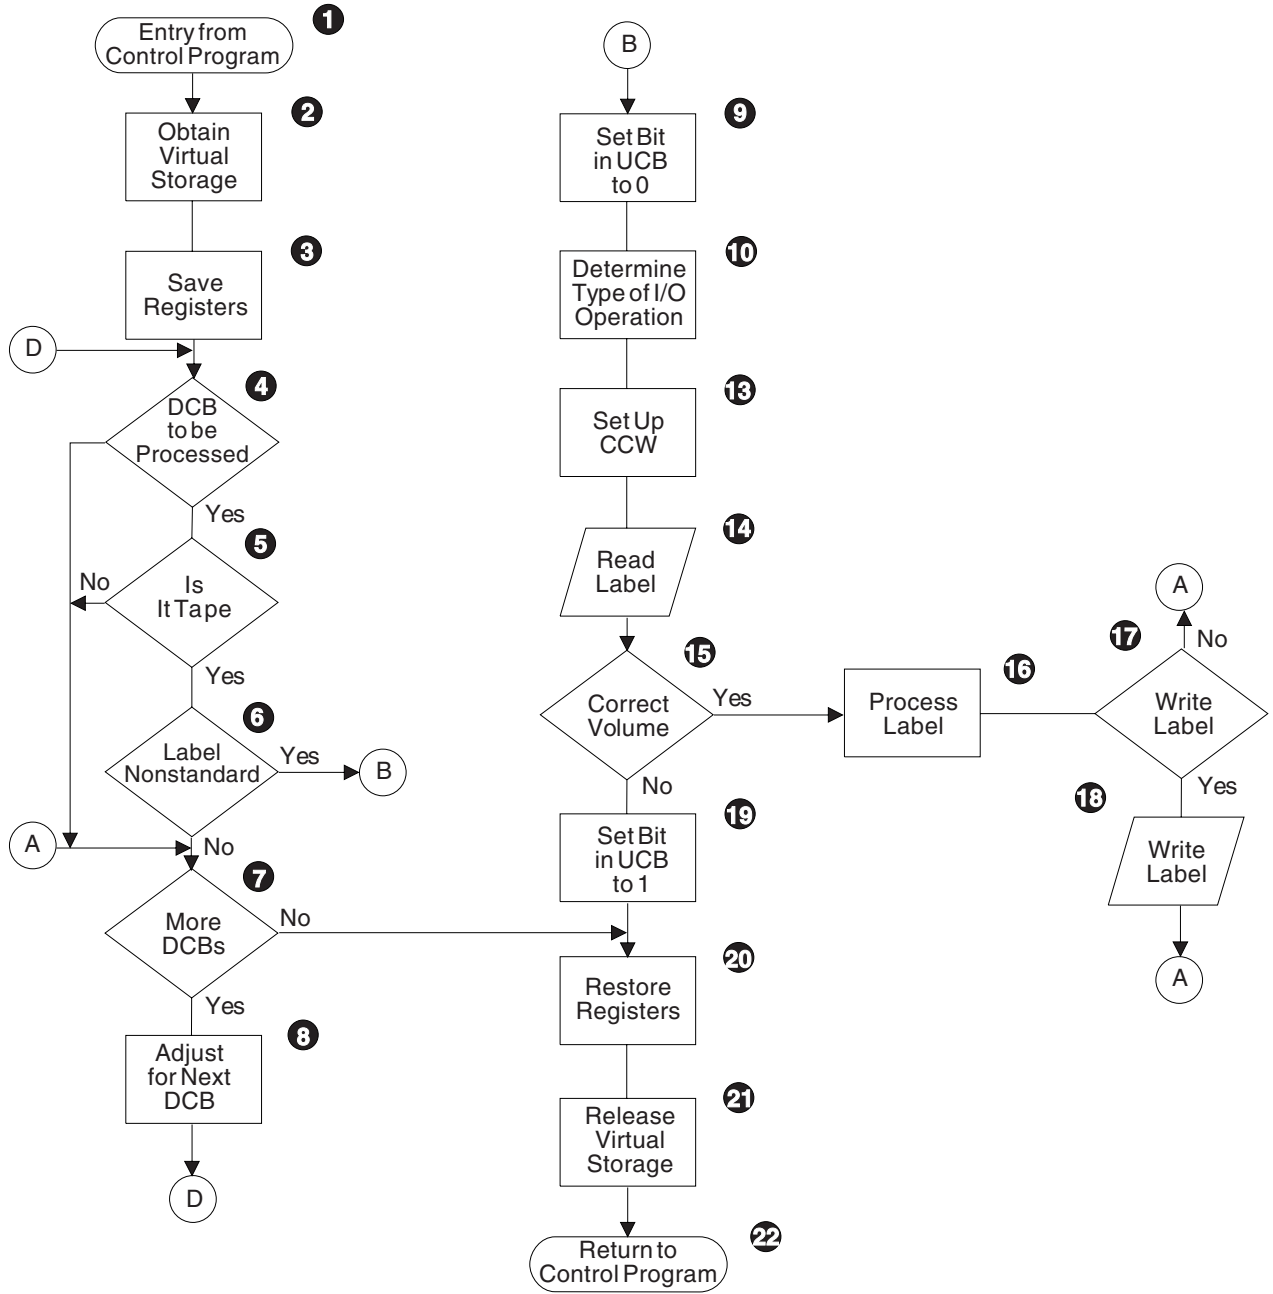 1
Entry from
Control Program
2
Obtain
Virtual
Storage
3
Save
Registers
D
4
DCB
to be
Processed
Yes
5
Is
It Tape
No
Yes
6
Label
Nonstandard
Yes
B
A
No
7
More
DCBs
No
Yes
8
Adjust
for Next
DCB
D
B
9
Set Bit
in UCB
to 0
10
Determine
Type of I/O
Operation
13
Set Up
CCW
14
Read
Label
15
Correct
Volume
Yes
No
16
Process
Label
A
17
No
Write
Label
Yes
18
Write
Label
A
19
Set Bit
in UCB
to 1
20
Restore
Registers
21
Release
Virtual
Storage
22
Return to
Control Program